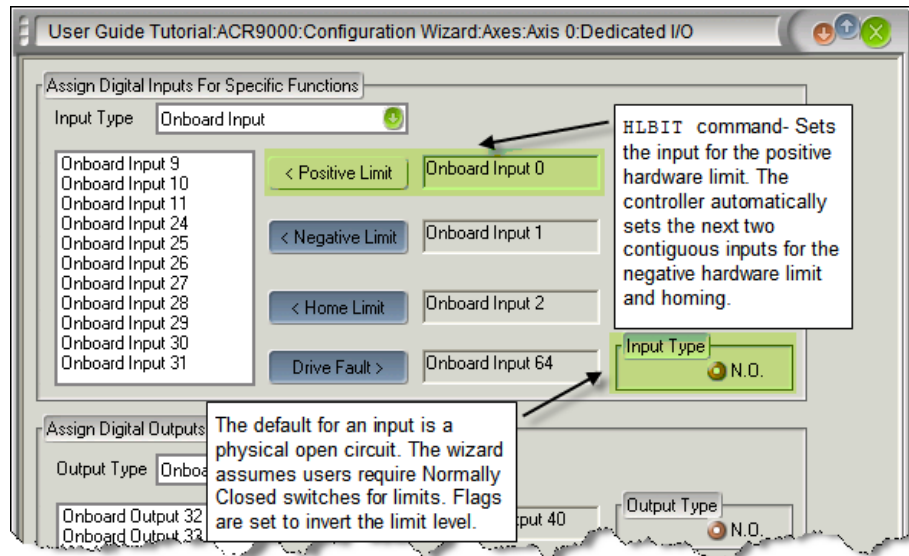 User Guide Tutorial:ACR9000:Configuration Wizard:Axes:Axis 0:Dedicated I/O
Assign Digital Inputs For Specific Functions
Input Type
Onboard Input
Onboard Input 9
Onboard Input 10
Onboard Input 11
Onboard Input 24
Onboard Input 25
Onboard Input 26
Onboard Input 27
Onboard Input 28
Onboard Input 29
Onboard Input 30
Onboard Input 31
< Positive Limit
Onboard Input 0
< Negative Limit
Onboard Input 1
< Home Limit
Onboard Input 2
Drive Fault >
Onboard Input 64
HLBIT command- Sets
the input for the positive
hardware limit. The
controller automatically
sets the next two
contiguous inputs for the
negative hardware limit
and homing.
Input Type
N.O.
The default for an input is a
physical open circuit. The wizard
assumes users require Normally
Closed switches for limits. Flags
are set to invert the limit level.
Assign Digital Outputs
Output Type
Onboa
Onboard Output 32
Onboard Output 33
put 40
Output Type
N.O.